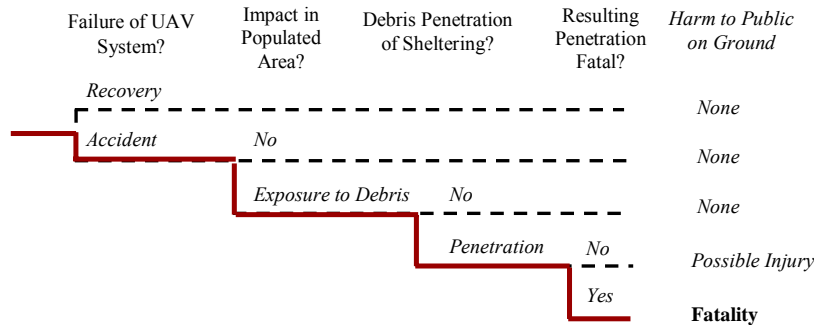 Failure of UAV
System?
Impact in
Populated
Area?
Debris Penetration
of Sheltering?
Resulting
Penetration
Fatal?
Harm to Public
on Ground
Recovery
None
Accident
No
None
Exposure to Debris
No
None
Penetration
No
Possible Injury
Yes
Fatality